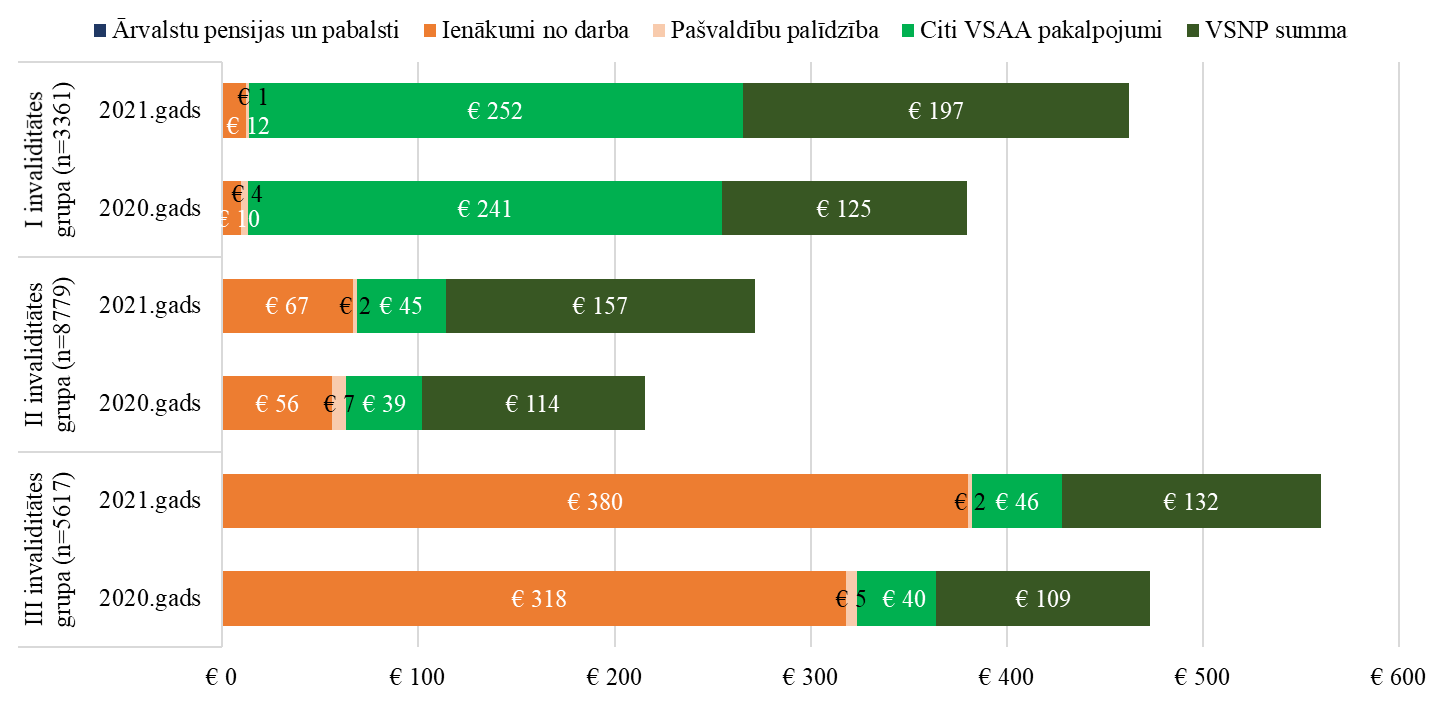 Ārvalstu pensijas un pabalsti Ienākumi no darba Pašvaldību palīdzība Citi VSAA pakalpojumi VSNP summa
I invaliditātes
grupa (n=3361)
2021.gads
€ 1
€ 12
€ 252
€ 197
2020.gads
€ 4
€ 10
€ 241
€ 125
II invaliditātes
grupa (n=8779)
2021.gads
€ 67
€ 2
€ 45
€ 157
2020.gads
€ 56
€ 7
€ 39
€ 114
III invaliditātes
grupa (n=5617)
2021.gads
€ 380
€ 2
€ 46
€ 132
2020.gads
€ 318
€ 5
€ 40
€ 109
€ 0 € 100 € 200 € 300 € 400 € 500 € 600